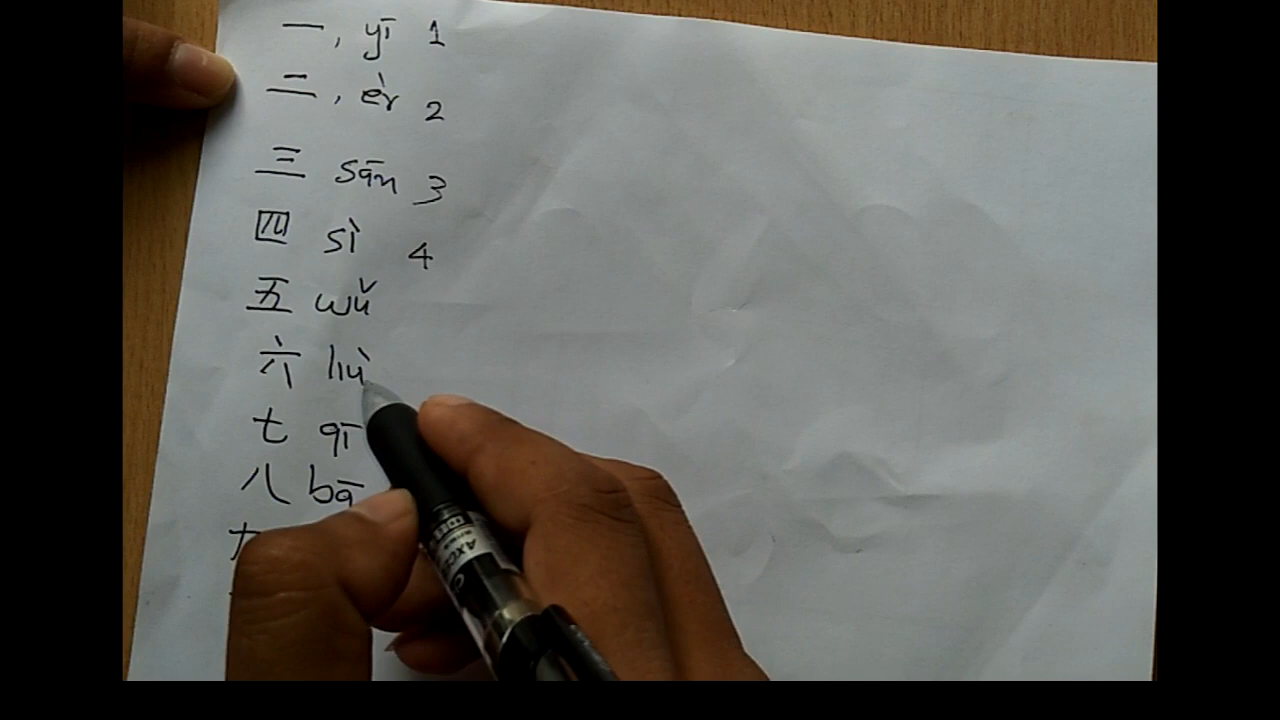 一, yī 1
二, èr 2
三 sān 3
四 sì 4
五 wǔ
六 liù
七 qī
八 bā
九